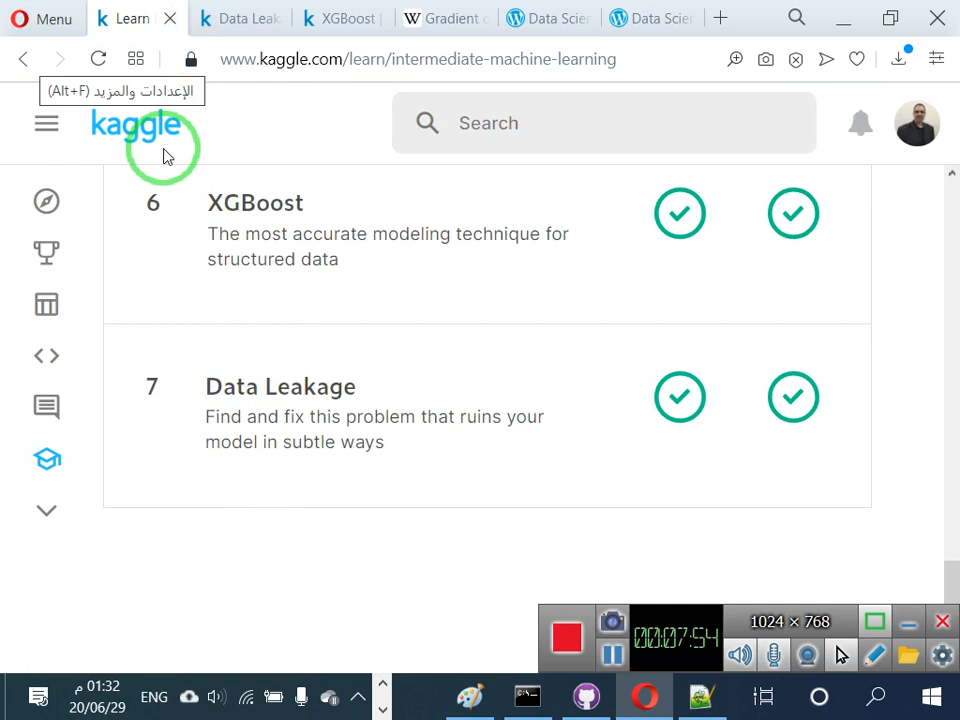 Menu
Learn
Data Leak
XGBoost
Gradient
Data Scie
Data Scie
www.kaggle.com/learn/intermediate-machine-learning
الإعدادات والمزيد (Alt+F)
kaggle
Search
6 XGBoost
The most accurate modeling technique for
structured data
7 Data Leakage
Find and fix this problem that ruins your
model in subtle ways
1024 × 768
00:07:54
01:32 م
ENG
20/06/29